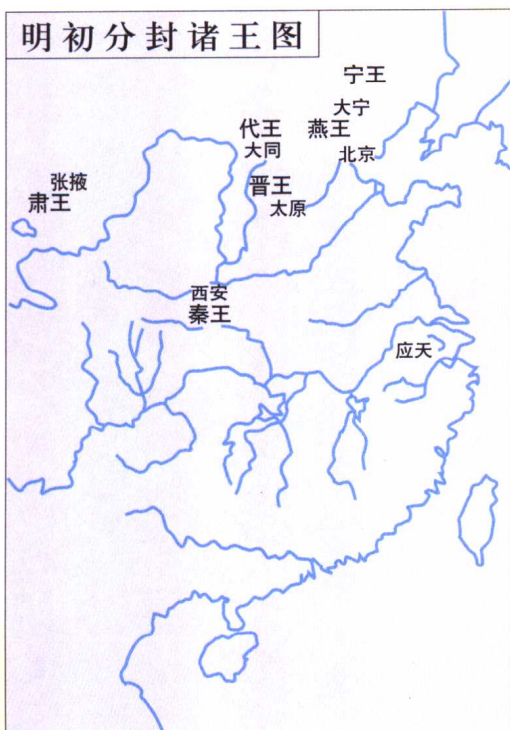 明初分封诸王图
宁王
大宁
代王
燕王
大同
北京
张掖
晋王
肃王
太原
西安
秦王
应天